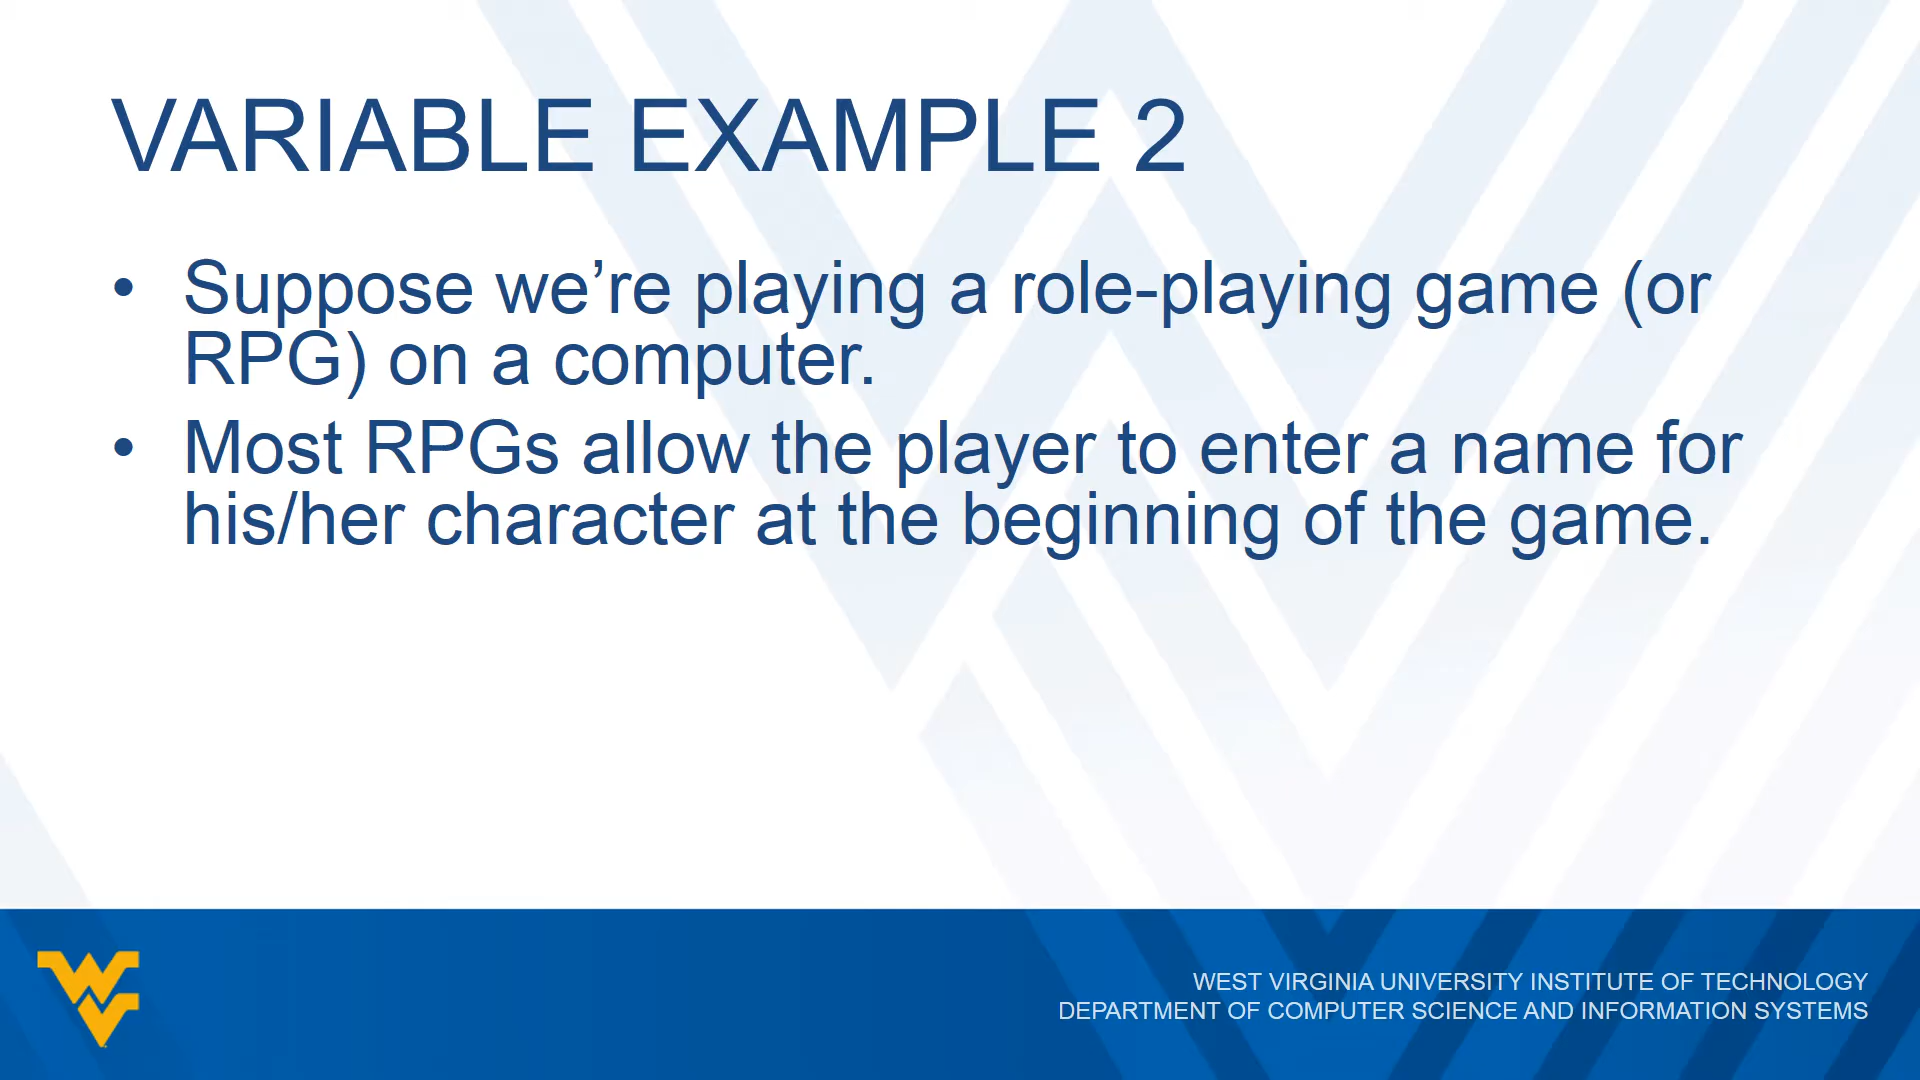 VARIABLE EXAMPLE 2
• Suppose we’re playing a role-playing game (or
RPG) on a computer.
• Most RPGs allow the player to enter a name for
his/her character at the beginning of the game.
WEST VIRGINIA UNIVERSITY INSTITUTE OF TECHNOLOGY
DEPARTMENT OF COMPUTER SCIENCE AND INFORMATION SYSTEMS